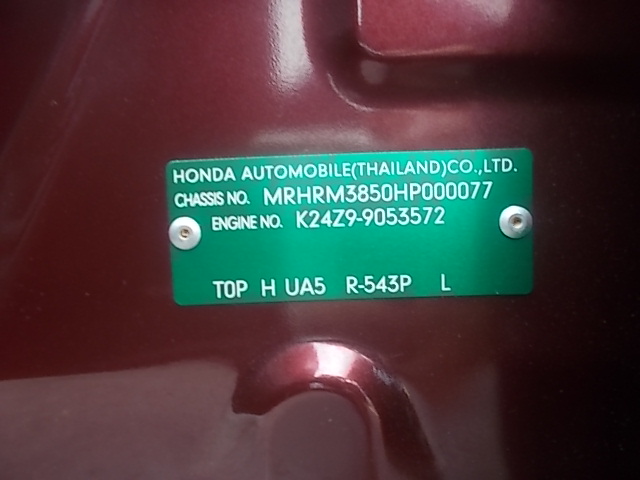 HONDA AUTOMOBILE(THAILAND)CO.,LTD.
CHASSIS NO. MRHRM3850HP000077
ENGINE NO. K24Z9-9053572
TOP H UA5 R-543P L